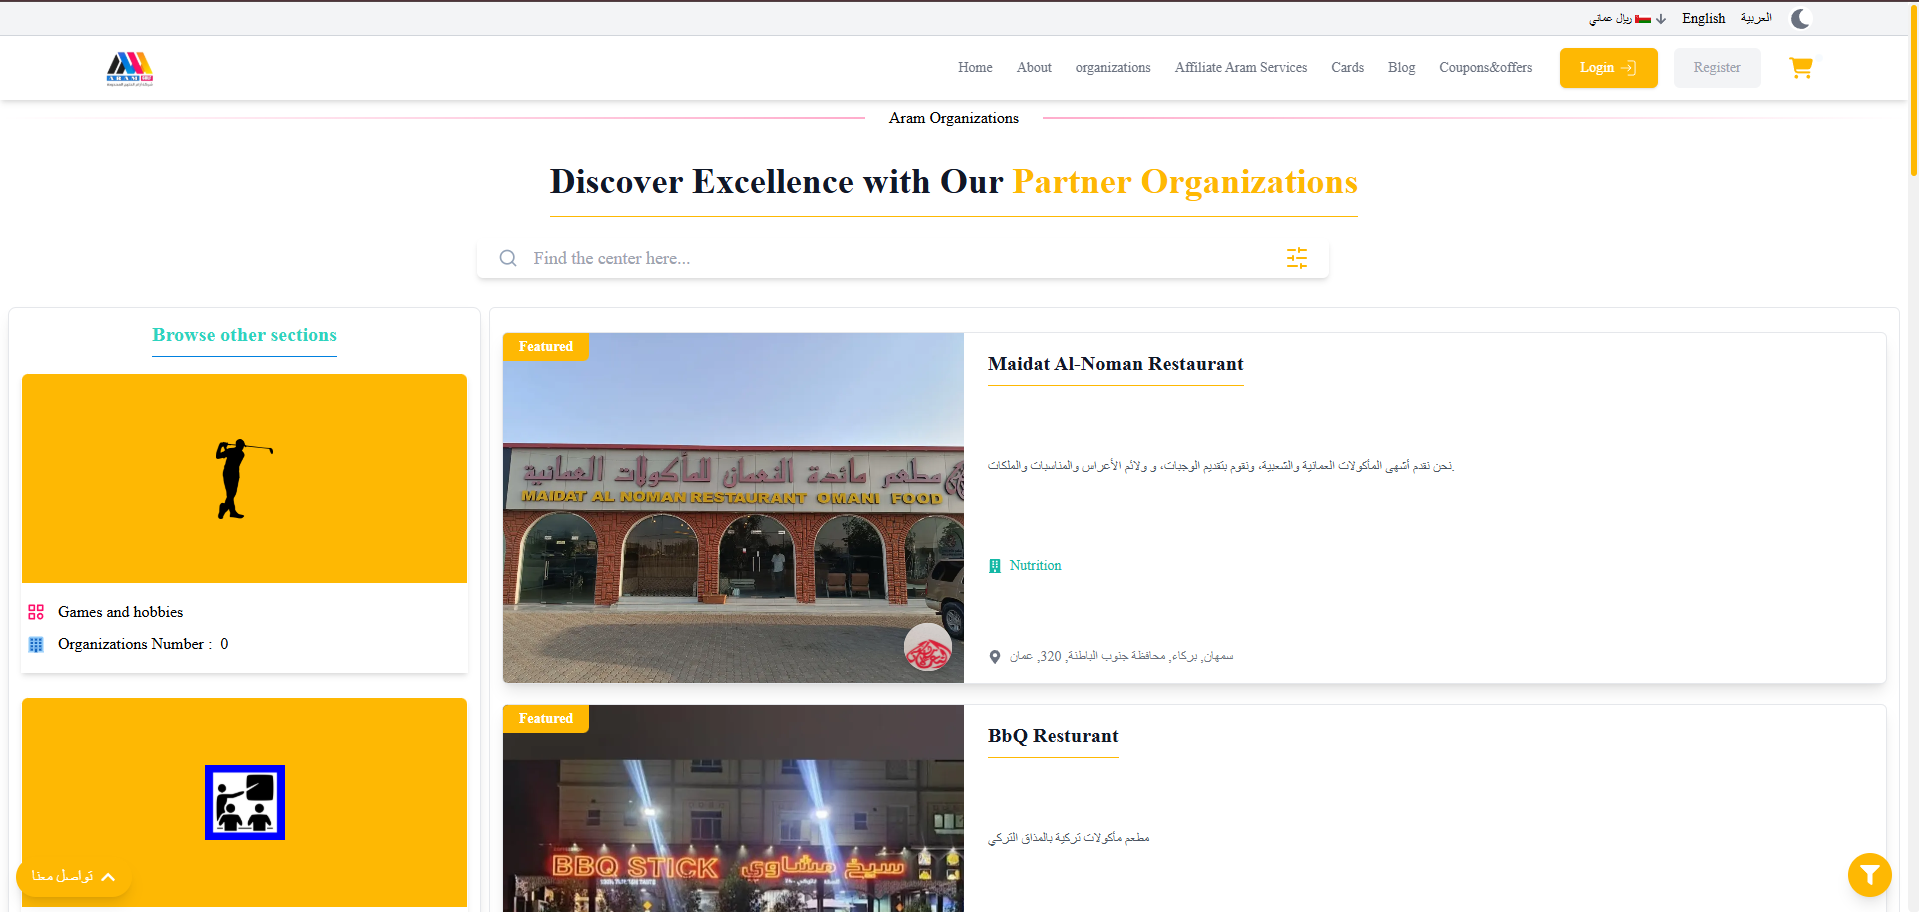 ريال عماني
English
العربية
ARAM
Home
About
organizations
Affiliate Aram Services
Cards
Blog
Coupons&offers
Login
Register
Aram Organizations
Discover Excellence with Our Partner Organizations
Find the center here...
Browse other sections
Games and hobbies
Organizations Number : 0
تواصل معنا
Featured
مطعم مائدة النعمان للمأكولات العمانية
MAIDAT AL NOMAN RESTAURANT OMANI FOOD
Maidat Al-Noman Restaurant
نحن نقدم أشهى المأكولات العمانية والشعبية، ونقوم بتقديم الوجبات، و ولائم الأعراس والمناسبات والملكات.
Nutrition
سمهان, بركاء, محافظة جنوب الباطنة, 320, عمان
Featured
BBQ STICK سيخ مشاوي
BbQ Resturant
مطعم مأكولات تركية بالمذاق التركي